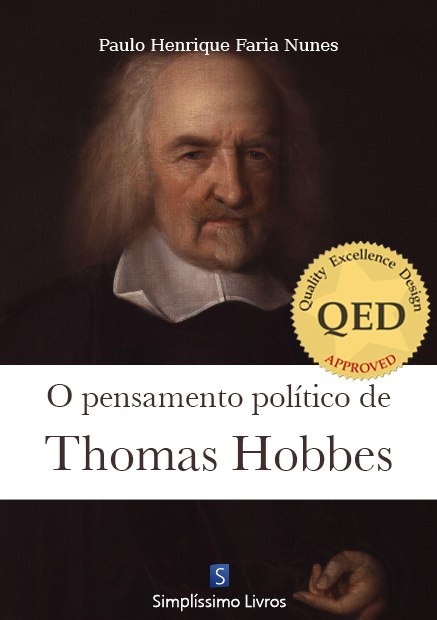 Paulo Henrique Faria Nunes
Quality Excellence Design
QED
APPROVED
O pensamento político de
Thomas Hobbes
S
Simplíssimo Livros